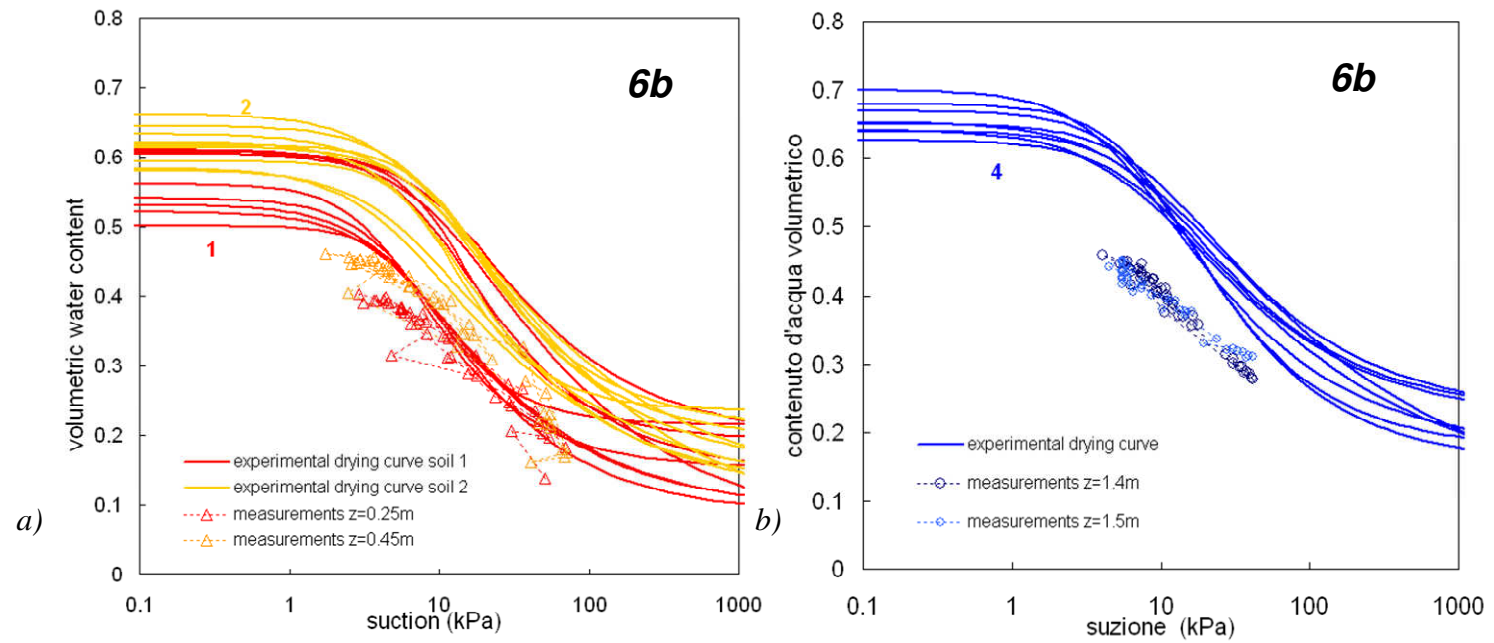 0.8
0.7
0.6
0.5
0.4
0.3
0.2
0.1
0
volumetric water content
6b
2
1
experimental drying curve soil 1
experimental drying curve soil 2
measurements z=0.25m
measurements z=0.45m
0.1 1 10 100 1000
suction (kPa)
a)
0.8
0.7
0.6
0.5
0.4
0.3
0.2
0.1
0
contenuto d'acqua volumetrico
6b
4
experimental drying curve
measurements z=1.4m
measurements z=1.5m
0.1 1 10 100 1000
suzione (kPa)
b)